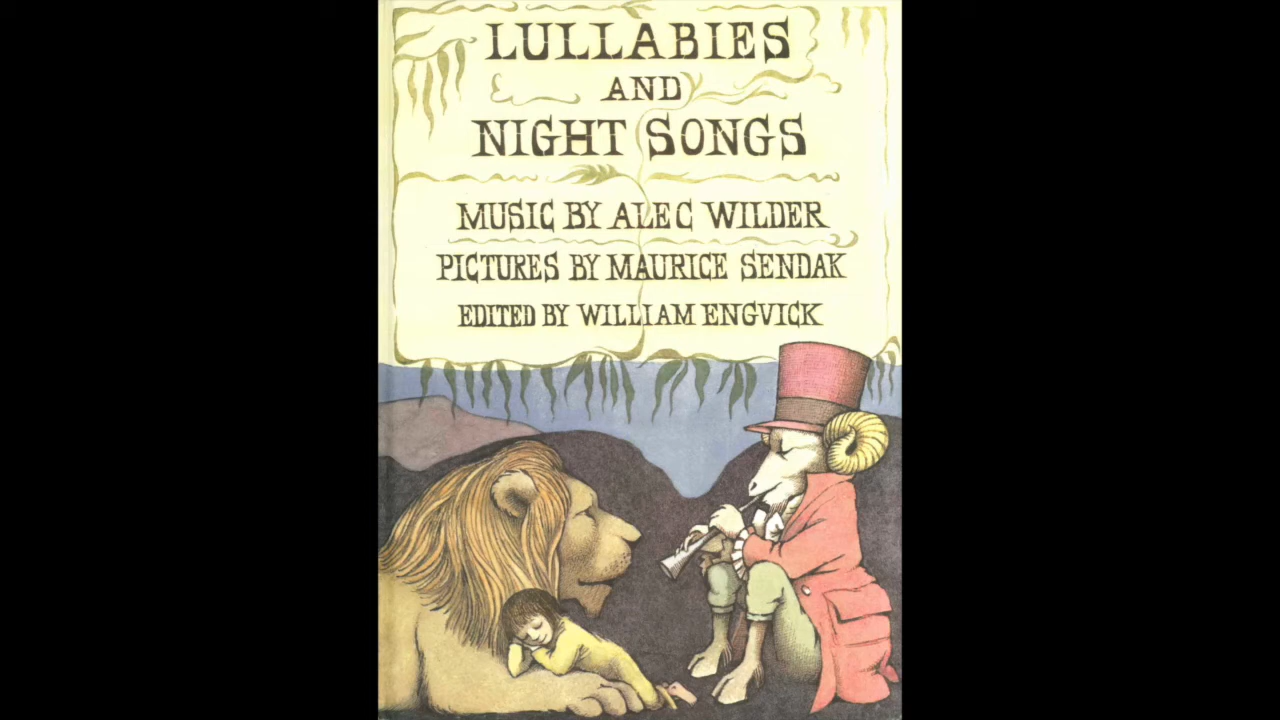 LULLABIES
AND
NIGHT SONGS
MUSIC BY ALEC WILDER
PICTURES BY MAURICE SENDAK
EDITED BY WILLIAM ENGVICK